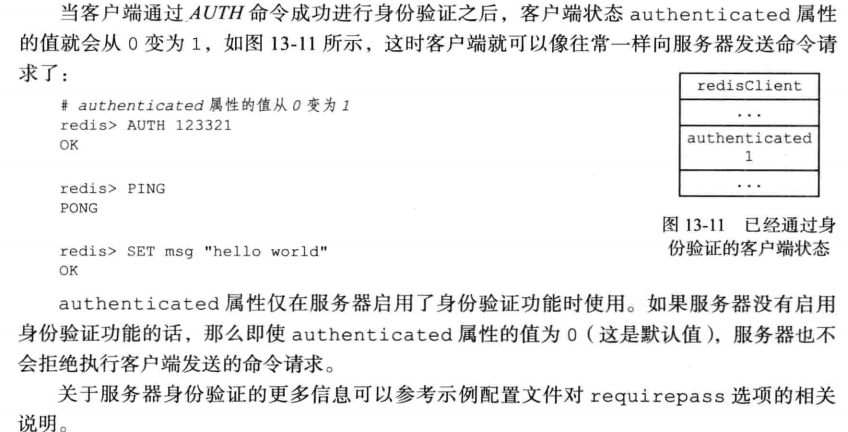 当客户端通过 AUTH 命令成功进行身份验证之后，客户端状态 authenticated 属性
的值就会从 0 变为 1，如图 13-11 所示，这时客户端就可以像往常一样向服务器发送命令请
求了：
# authenticated 属性的值从 0 变为 1
redis> AUTH 123321
OK
redis> PING
PONG
redis> SET msg "hello world"
OK
redisClient
...
authenticated
1
...
图 13-11 已经通过身
份验证的客户端状态
authenticated 属性仅在服务器启用了身份验证功能时使用。如果服务器没有启用
身份验证功能的话，那么即使 authenticated 属性的值为 0（这是默认值），服务器也不
会拒绝执行客户端发送的命令请求。
关于服务器身份验证的更多信息可以参考示例配置文件对 requirepass 选项的相关
说明。